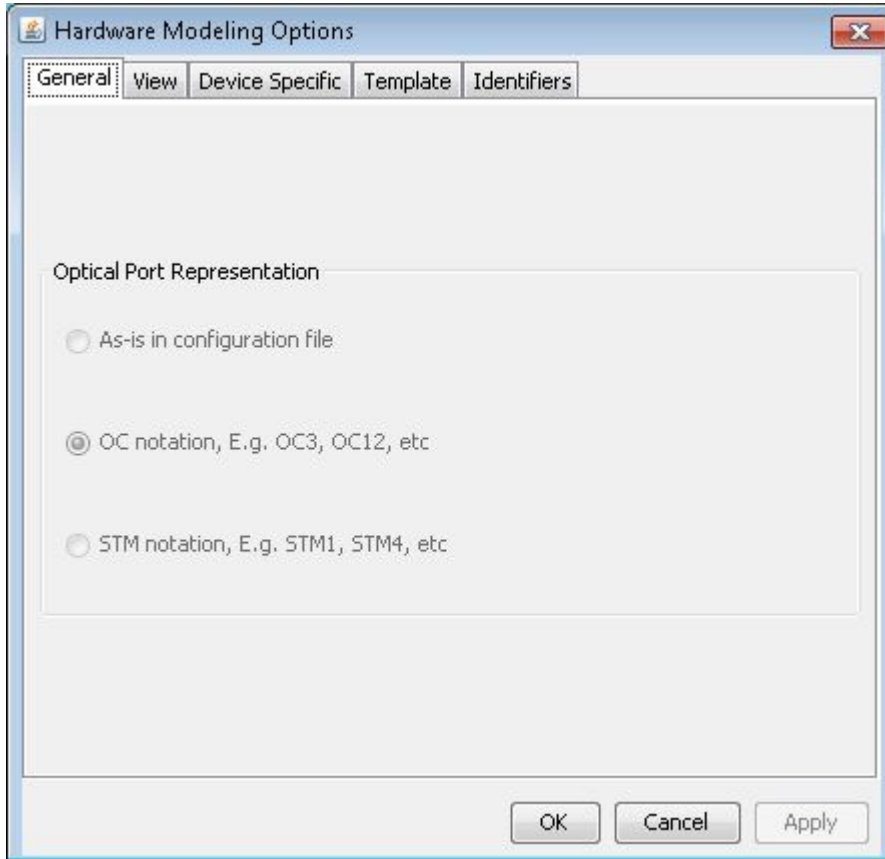 Hardware Modeling Options
General View Device Specific Template Identifiers
Optical Port Representation
As-is in configuration file
OC notation, E.g. OC3, OC12, etc
STM notation, E.g. STM1, STM4, etc
OK Cancel Apply